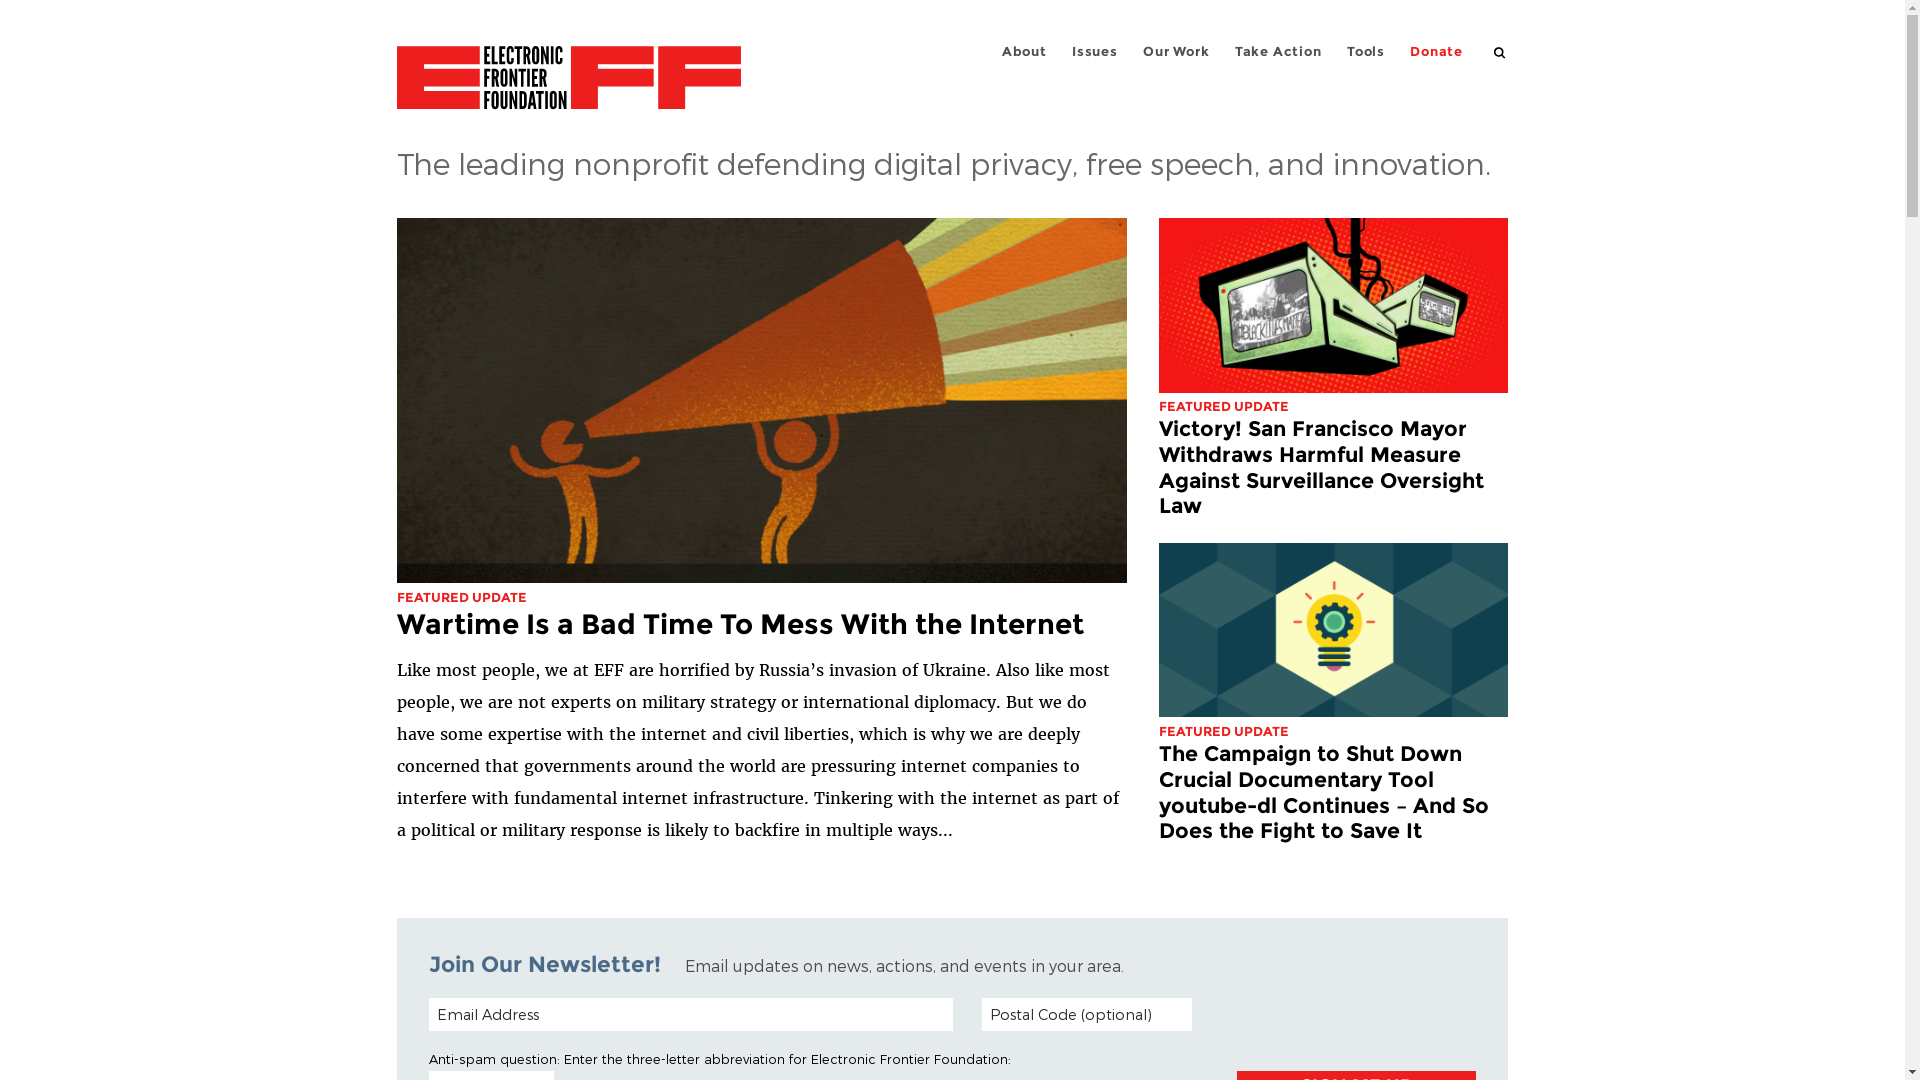 ELECTRONIC
FRONTIER
FOUNDATION
EFF
About Issues Our Work Take Action Tools Donate
The leading nonprofit defending digital privacy, free speech, and innovation.
FEATURED UPDATE
Wartime Is a Bad Time To Mess With the Internet
Like most people, we at EFF are horrified by Russia’s invasion of Ukraine. Also like most
people, we are not experts on military strategy or international diplomacy. But we do
have some expertise with the internet and civil liberties, which is why we are deeply
concerned that governments around the world are pressuring internet companies to
interfere with fundamental internet infrastructure. Tinkering with the internet as part of
a political or military response is likely to backfire in multiple ways...
#BLACKLIVESMATTER
FEATURED UPDATE
Victory! San Francisco Mayor
Withdraws Harmful Measure
Against Surveillance Oversight
Law
FEATURED UPDATE
The Campaign to Shut Down
Crucial Documentary Tool
youtube-dl Continues – And So
Does the Fight to Save It
Join Our Newsletter! Email updates on news, actions, and events in your area.
Email Address
Postal Code (optional)
Anti-spam question: Enter the three-letter abbreviation for Electronic Frontier Foundation: